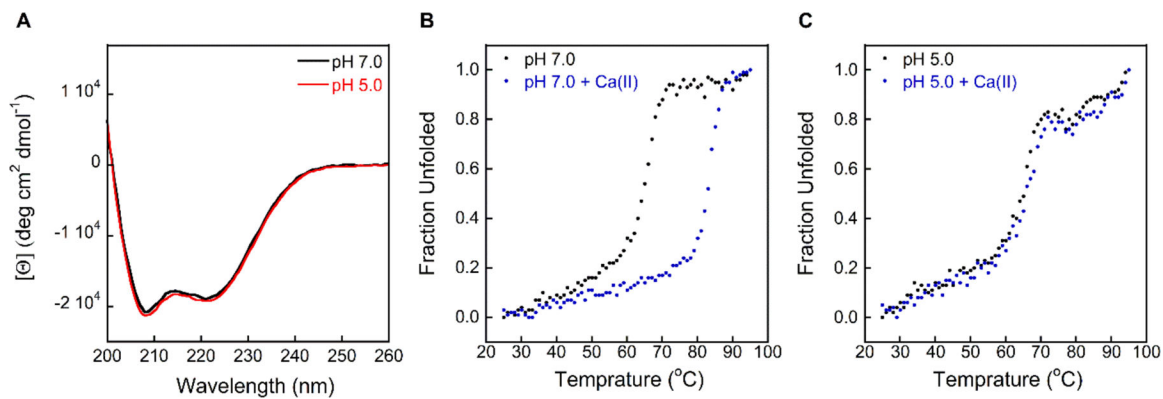 A
[Θ] (deg cm² dmol⁻¹)
1 10⁴
0
-1 10⁴
-2 10⁴
pH 7.0
pH 5.0
200 210 220 230 240 250 260
Wavelength (nm)
B
Fraction Unfolded
1.0
0.8
0.6
0.4
0.2
0.0
pH 7.0
pH 7.0 + Ca(II)
20 30 40 50 60 70 80 90 100
Temprature (°C)
C
Fraction Unfolded
1.0
0.8
0.6
0.4
0.2
0.0
pH 5.0
pH 5.0 + Ca(II)
20 30 40 50 60 70 80 90 100
Temprature (°C)